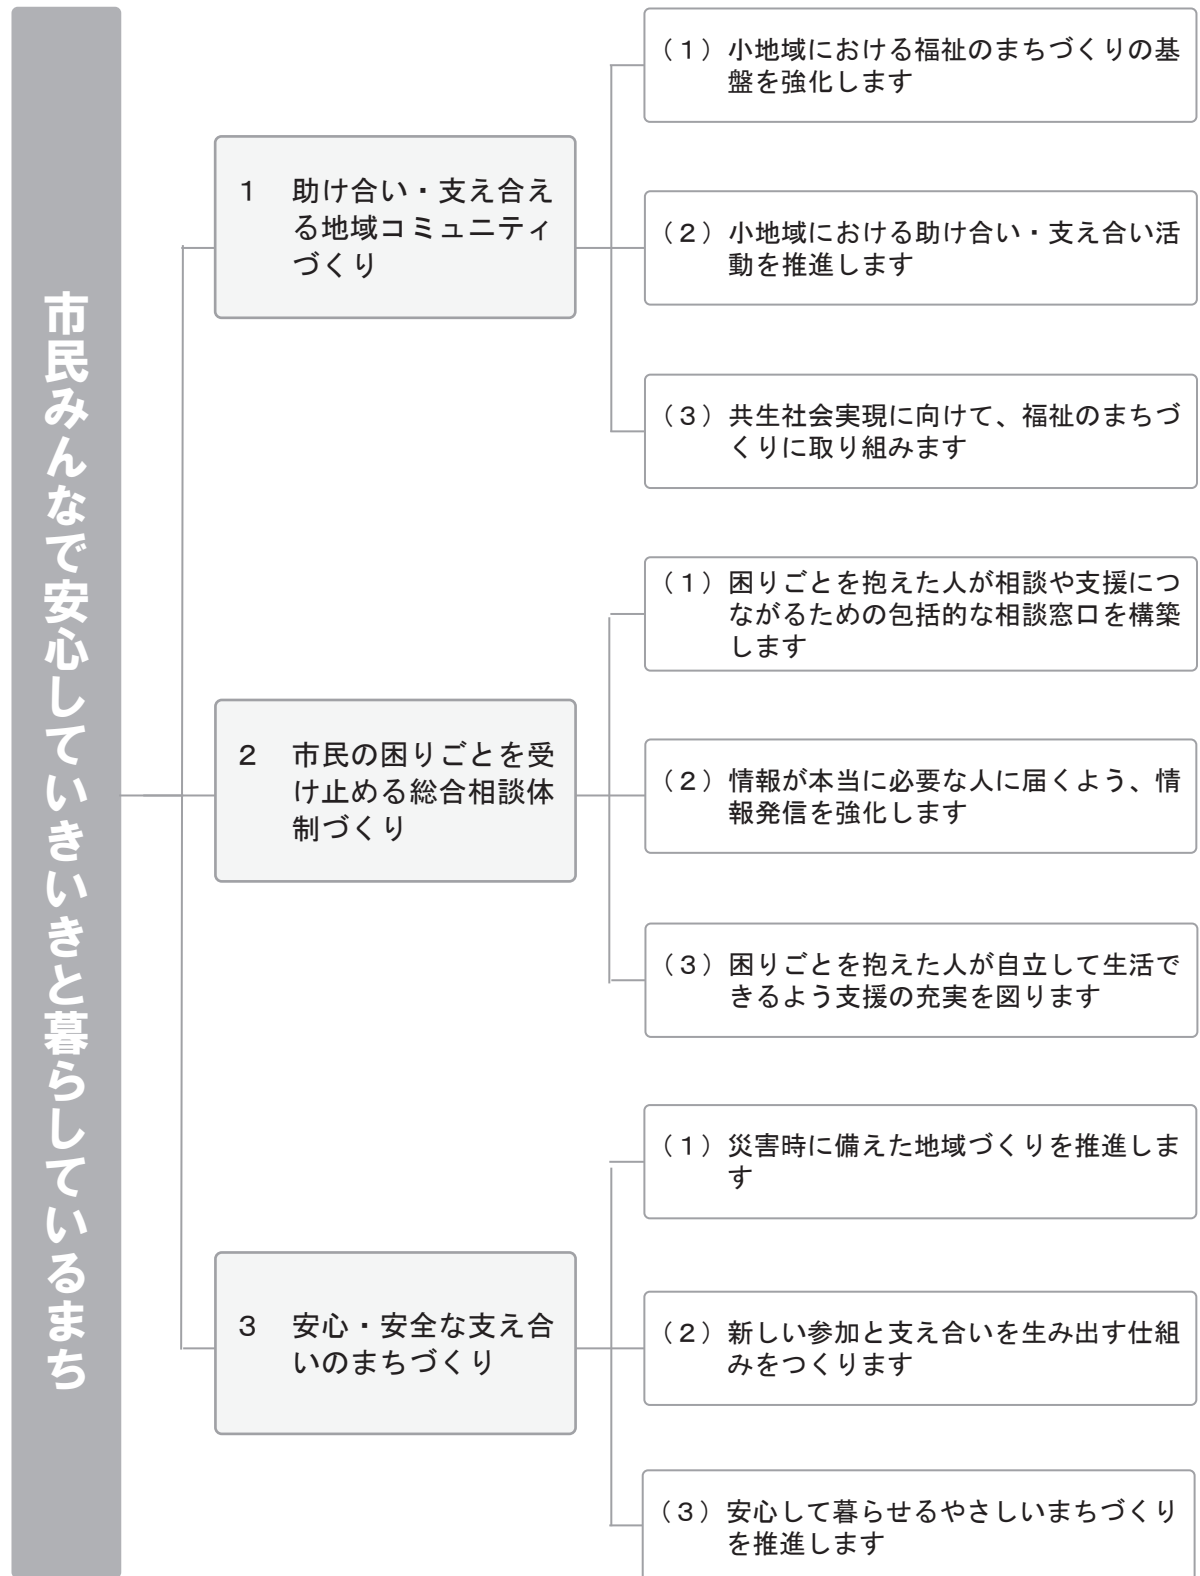 市民みんなで安心していきいきと暮らしているまち
1 助け合い・支え合え
る地域コミュニティ
づくり
(1)小地域における福祉のまちづくりの基
盤を強化します
(2)小地域における助け合い・支え合い活
動を推進します
(3)共生社会実現に向けて、福祉のまちづ
くりに取り組みます
2 市民の困りごとを受
け止める総合相談体
制づくり
(1)困りごとを抱えた人が相談や支援につ
ながるための包括的な相談窓口を構築
します
(2)情報が本当に必要な人に届くよう、情
報発信を強化します
(3)困りごとを抱えた人が自立して生活で
きるよう支援の充実を図ります
3 安心・安全な支え合
いのまちづくり
(1)災害時に備えた地域づくりを推進しま
す
(2)新しい参加と支え合いを生み出す仕組
みをつくります
(3)安心して暮らせるやさしいまちづくり
を推進します